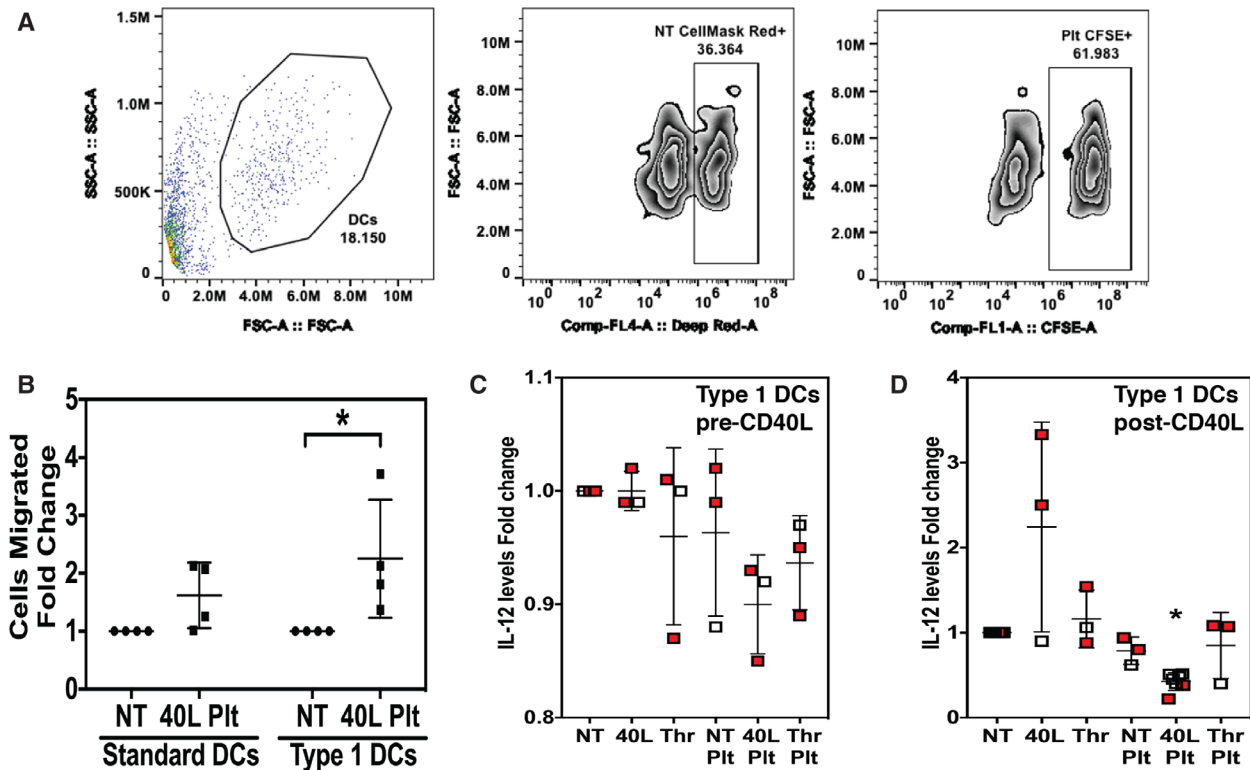 A
1.5M
1.0M
500K
0
SSC-A :: SSC-A
DCs
18.150
0 2.0M 4.0M 6.0M 8.0M 10M
FSC-A :: FSC-A
NT CellMask Red+
36.364
10M
8.0M
6.0M
4.0M
2.0M
0
FSC-A :: FSC-A
10^0 10^2 10^4 10^6 10^8
Comp-FL4-A :: Deep Red-A
Plt CFSE+
61.983
10M
8.0M
6.0M
4.0M
2.0M
0
FSC-A :: FSC-A
10^0 10^2 10^4 10^6 10^8
Comp-FL1-A :: CFSE-A
B
Cells Migrated
Fold Change
5
4
3
2
1
0
*
NT 40L Plt NT 40L Plt
Standard DCs Type 1 DCs
C
Type 1 DCs
pre-CD40L
IL-12 levels Fold change
1.1
1.0
0.9
0.8
NT 40L Thr NT 40L Thr
Plt Plt Plt
D
Type 1 DCs
post-CD40L
IL-12 levels Fold change
4
3
2
1
0
*
NT 40L Thr NT 40L Thr
Plt Plt Plt